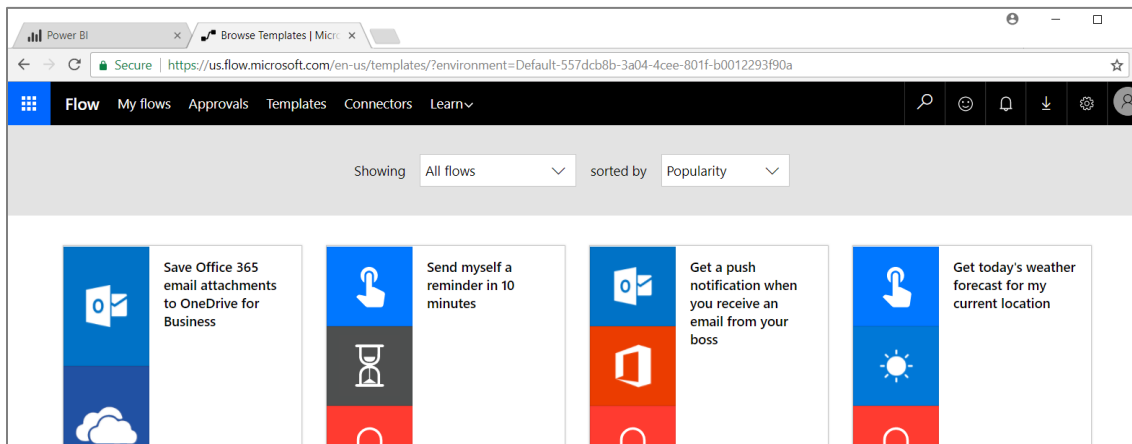 Power BI
Browse Templates | Micr
Secure | https://us.flow.microsoft.com/en-us/templates/?environment=Default-557dcb8b-3a04-4cee-801f-b0012293f90a
Flow My flows Approvals Templates Connectors Learn
Showing All flows sorted by Popularity
Save Office 365
email attachments
to OneDrive for
Business
Send myself a
reminder in 10
minutes
Get a push
notification when
you receive an
email from your
boss
Get today's weather
forecast for my
current location